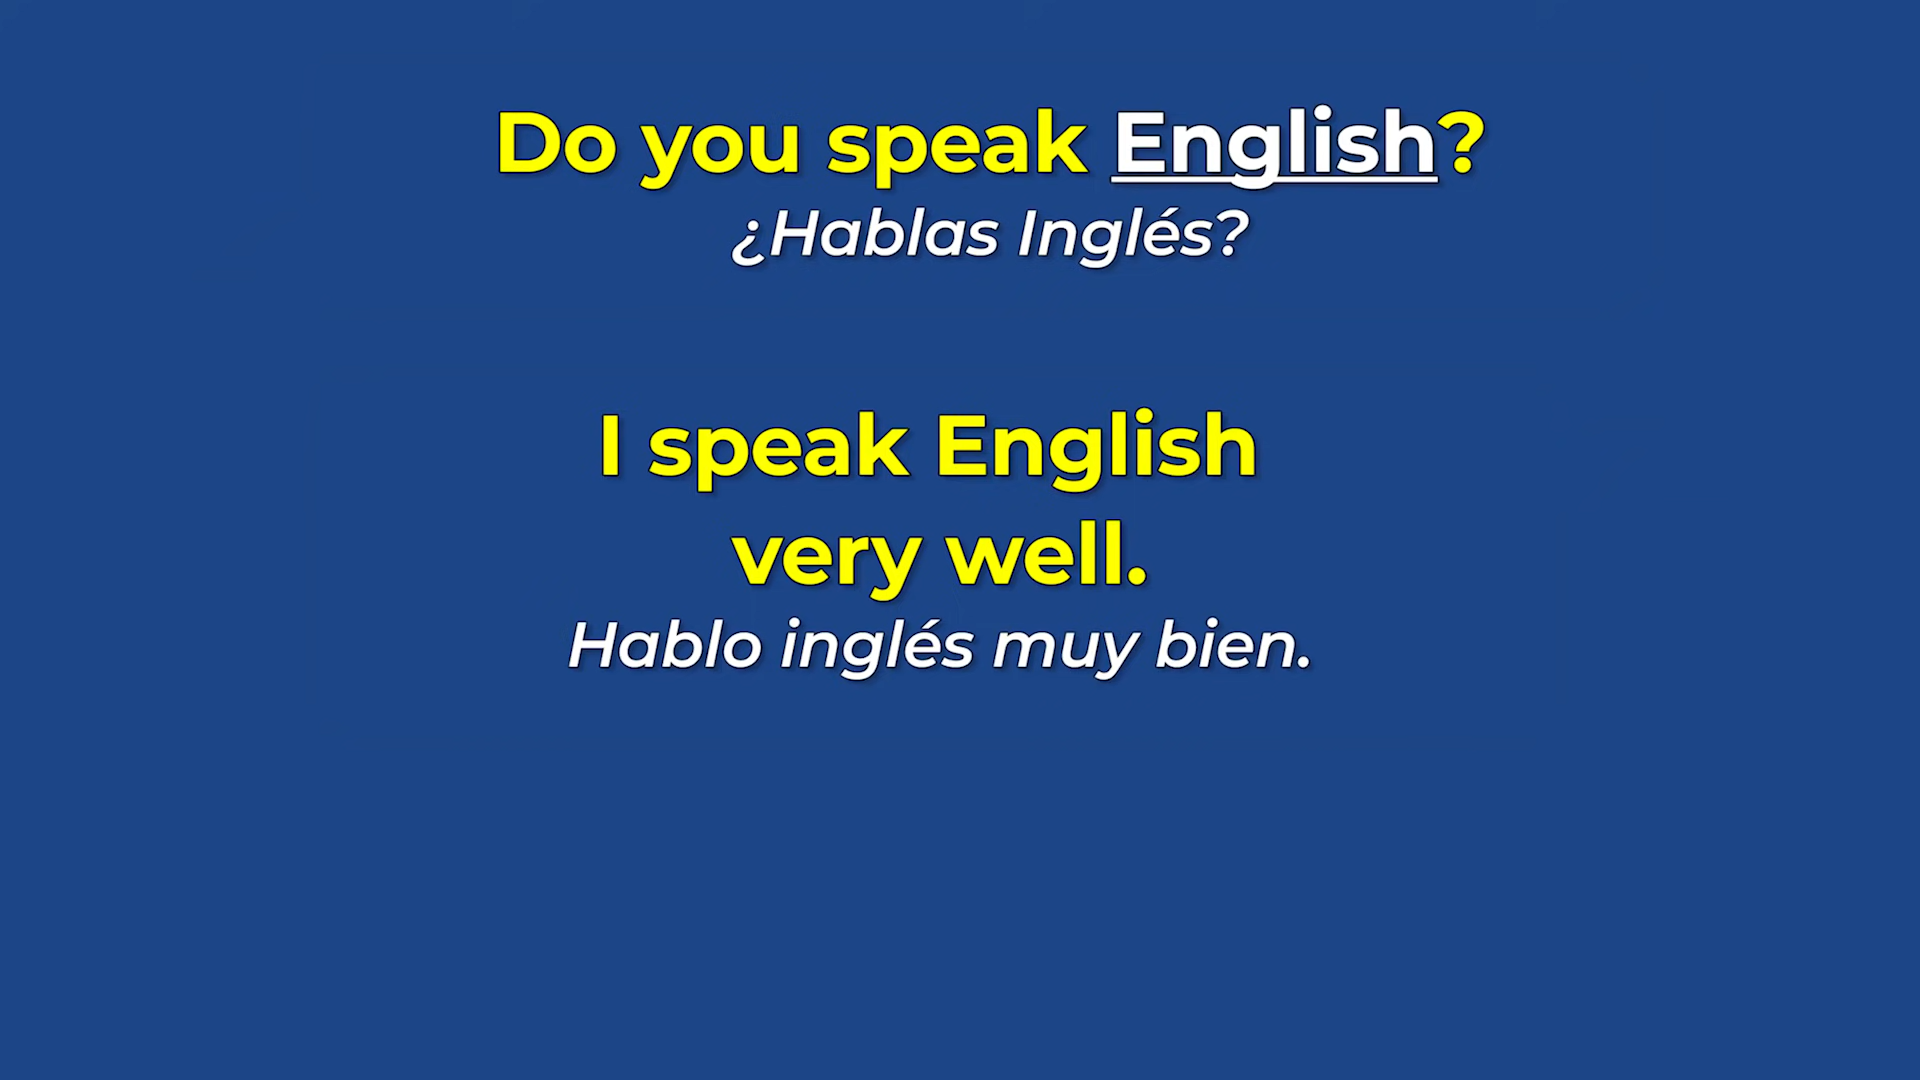 Do you speak English?
¿Hablas Inglés?
I speak English
very well.
Hablo inglés muy bien.